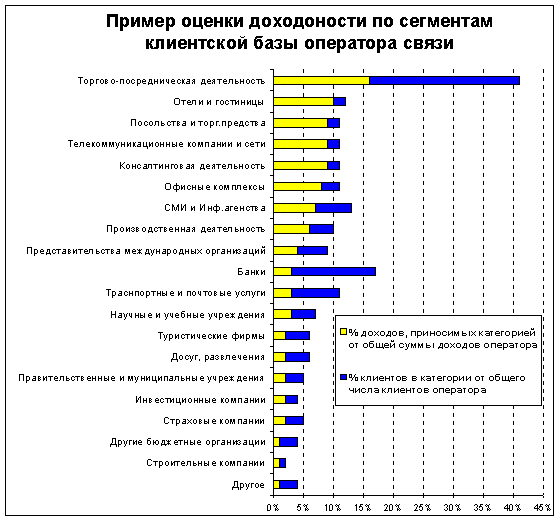 Пример оценки доходоности по сегментам
клиентской базы оператора связи
Торгово-посредническая деятельность
Отели и гостиницы
Посольства и торг.предства
Телекоммуникационные компании и сети
Консалтинговая деятельность
Офисные комплексы
СМИ и Инф.агенства
Производственная деятельность
Представительства международных организаций
Банки
Траснпортные и почтовые услуги
Научные и учебные учреждения
Туристические фирмы
Досуг, развлечения
Правительственные и муниципальные учреждения
Инвестиционные компании
Страховые компании
Другие бюджетные организации
Строительные компании
Другое
% доходов, приносимых категорией
от общей суммы доходов оператора
% клиентов в категории от общего
числа клиентов оператора
0% 5% 10% 15% 20% 25% 30% 35% 40% 45%